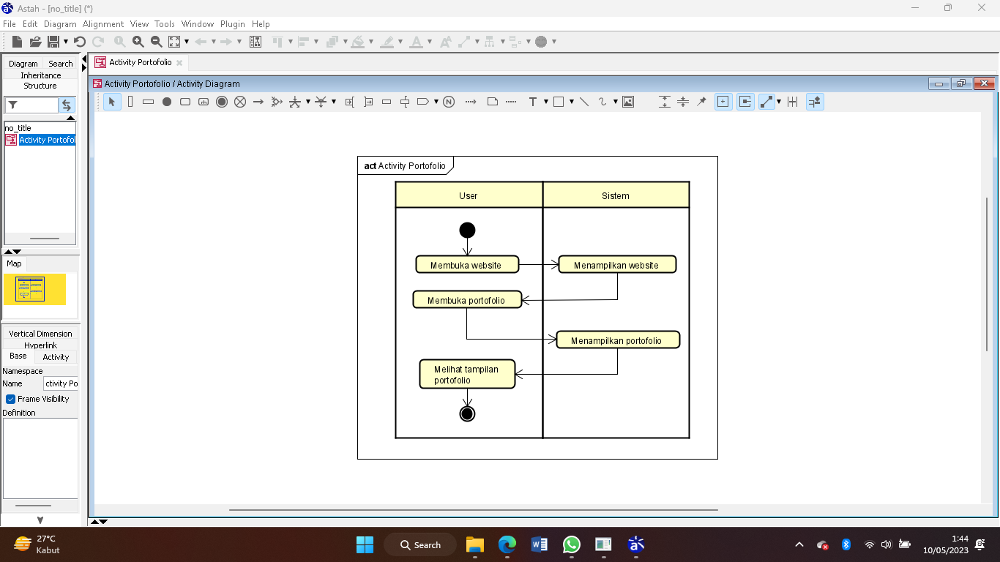 Astah - [no_title] (*)
File Edit Diagram Alignment View Tools Window Plugin Help
Diagram Search
Inheritance
Structure
no_title
Activity Portofol
Map
Vertical Dimension
Hyperlink
Base Activity
Namespace
Name ctivity Po
Frame Visibility
Definition
Activity Portofolio
Activity Portofolio / Activity Diagram
N T
act Activity Portofolio
User Sistem
Membuka website Menampilkan website
Membuka portofolio
Menampilkan portofolio
Melihat tampilan
portofolio
27°C
Kabut
Search
1:44
10/05/2023